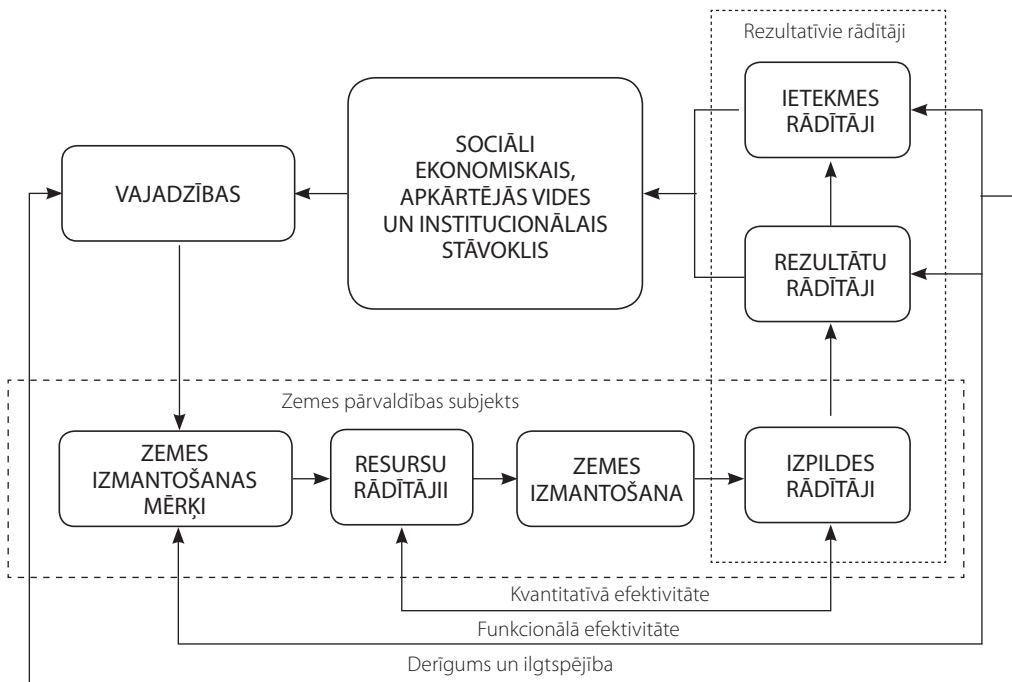 Rezultatīvie rādītāji
IETEKMES
RĀDĪTĀJI
SOCIĀLI
EKONOMISKAIS,
APKĀRTĒJĀS VIDES
UN INSTITUCIONĀLAIS
STĀVOKLIS
VAJADZĪBAS
REZULTĀTU
RĀDĪTĀJI
Zemes pārvaldības subjekts
ZEMES
IZMANTOŠANAS
MĒRĶI
RESURSU
RĀDĪTĀJII
ZEMES
IZMANTOŠANA
IZPILDES
RĀDĪTĀJI
Kvantitatīvā efektivitāte
Funkcionālā efektivitāte
Derīgums un ilgtspējība